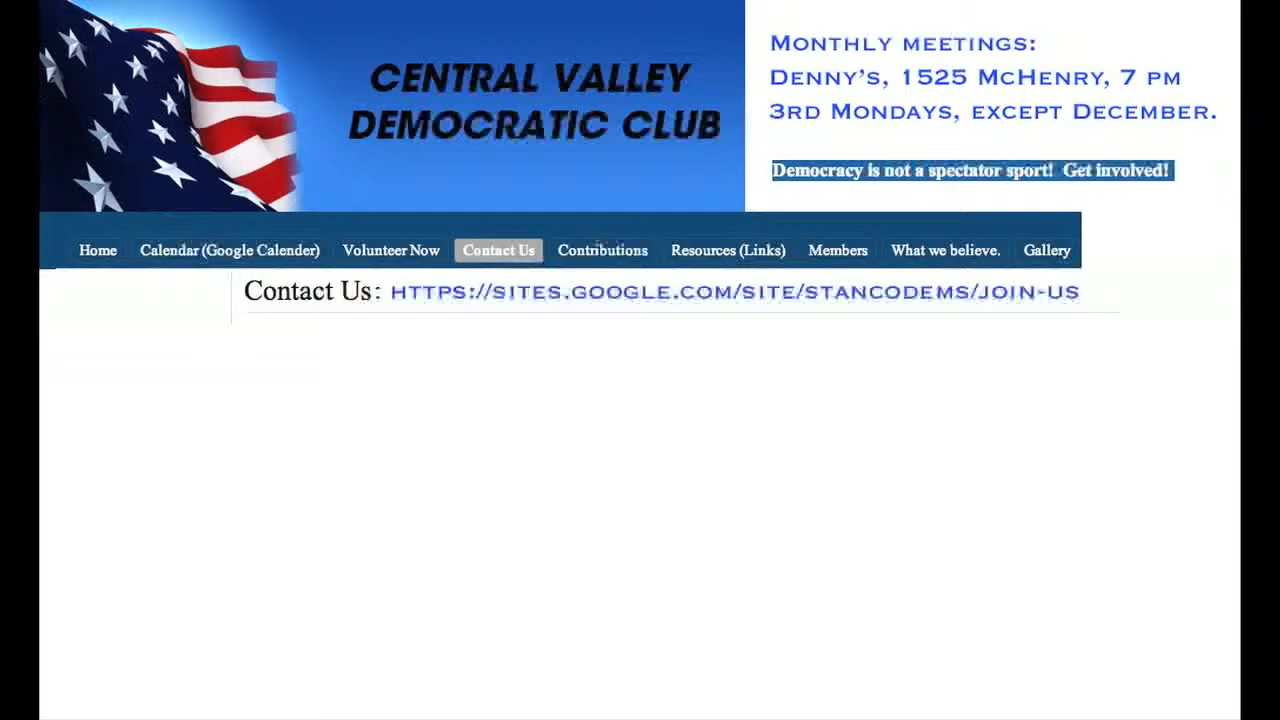 CENTRAL VALLEY
DEMOCRATIC CLUB
MONTHLY MEETINGS:
DENNY'S, 1525 MCHENRY, 7 PM
3RD MONDAYS, EXCEPT DECEMBER.
Democracy is not a spectator sport! Get involved!
Home Calendar (Google Calender) Volunteer Now Contact Us Contributions Resources (Links) Members What we believe. Gallery
Contact Us: HTTPS://SITES.GOOGLE.COM/SITE/STANCODEMS/JOIN-US